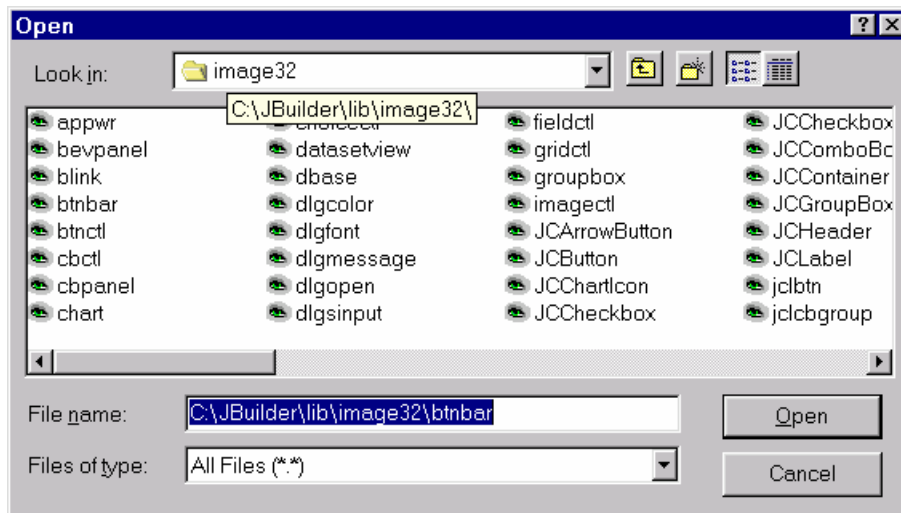 Open
Look in:
image32
C:\JBuilder\lib\image32\
appwr
bevpanel
blink
btnbar
btnctl
cbctl
cbpanel
chart
datasetview
dbase
dlgcolor
dlgfont
dlgmessage
dlgopen
dlgsinput
fieldctl
gridctl
groupbox
imagectl
JCArrowButton
JCButton
JCChartIcon
JCCheckbox
JCCheckbox
JCComboBo
JCContainer
JCGroupBox
JCHeader
JCLabel
jclbtn
jclcbgroup
File name:
C:\JBuilder\lib\image32\btnbar
Open
Files of type:
All Files (*.*)
Cancel